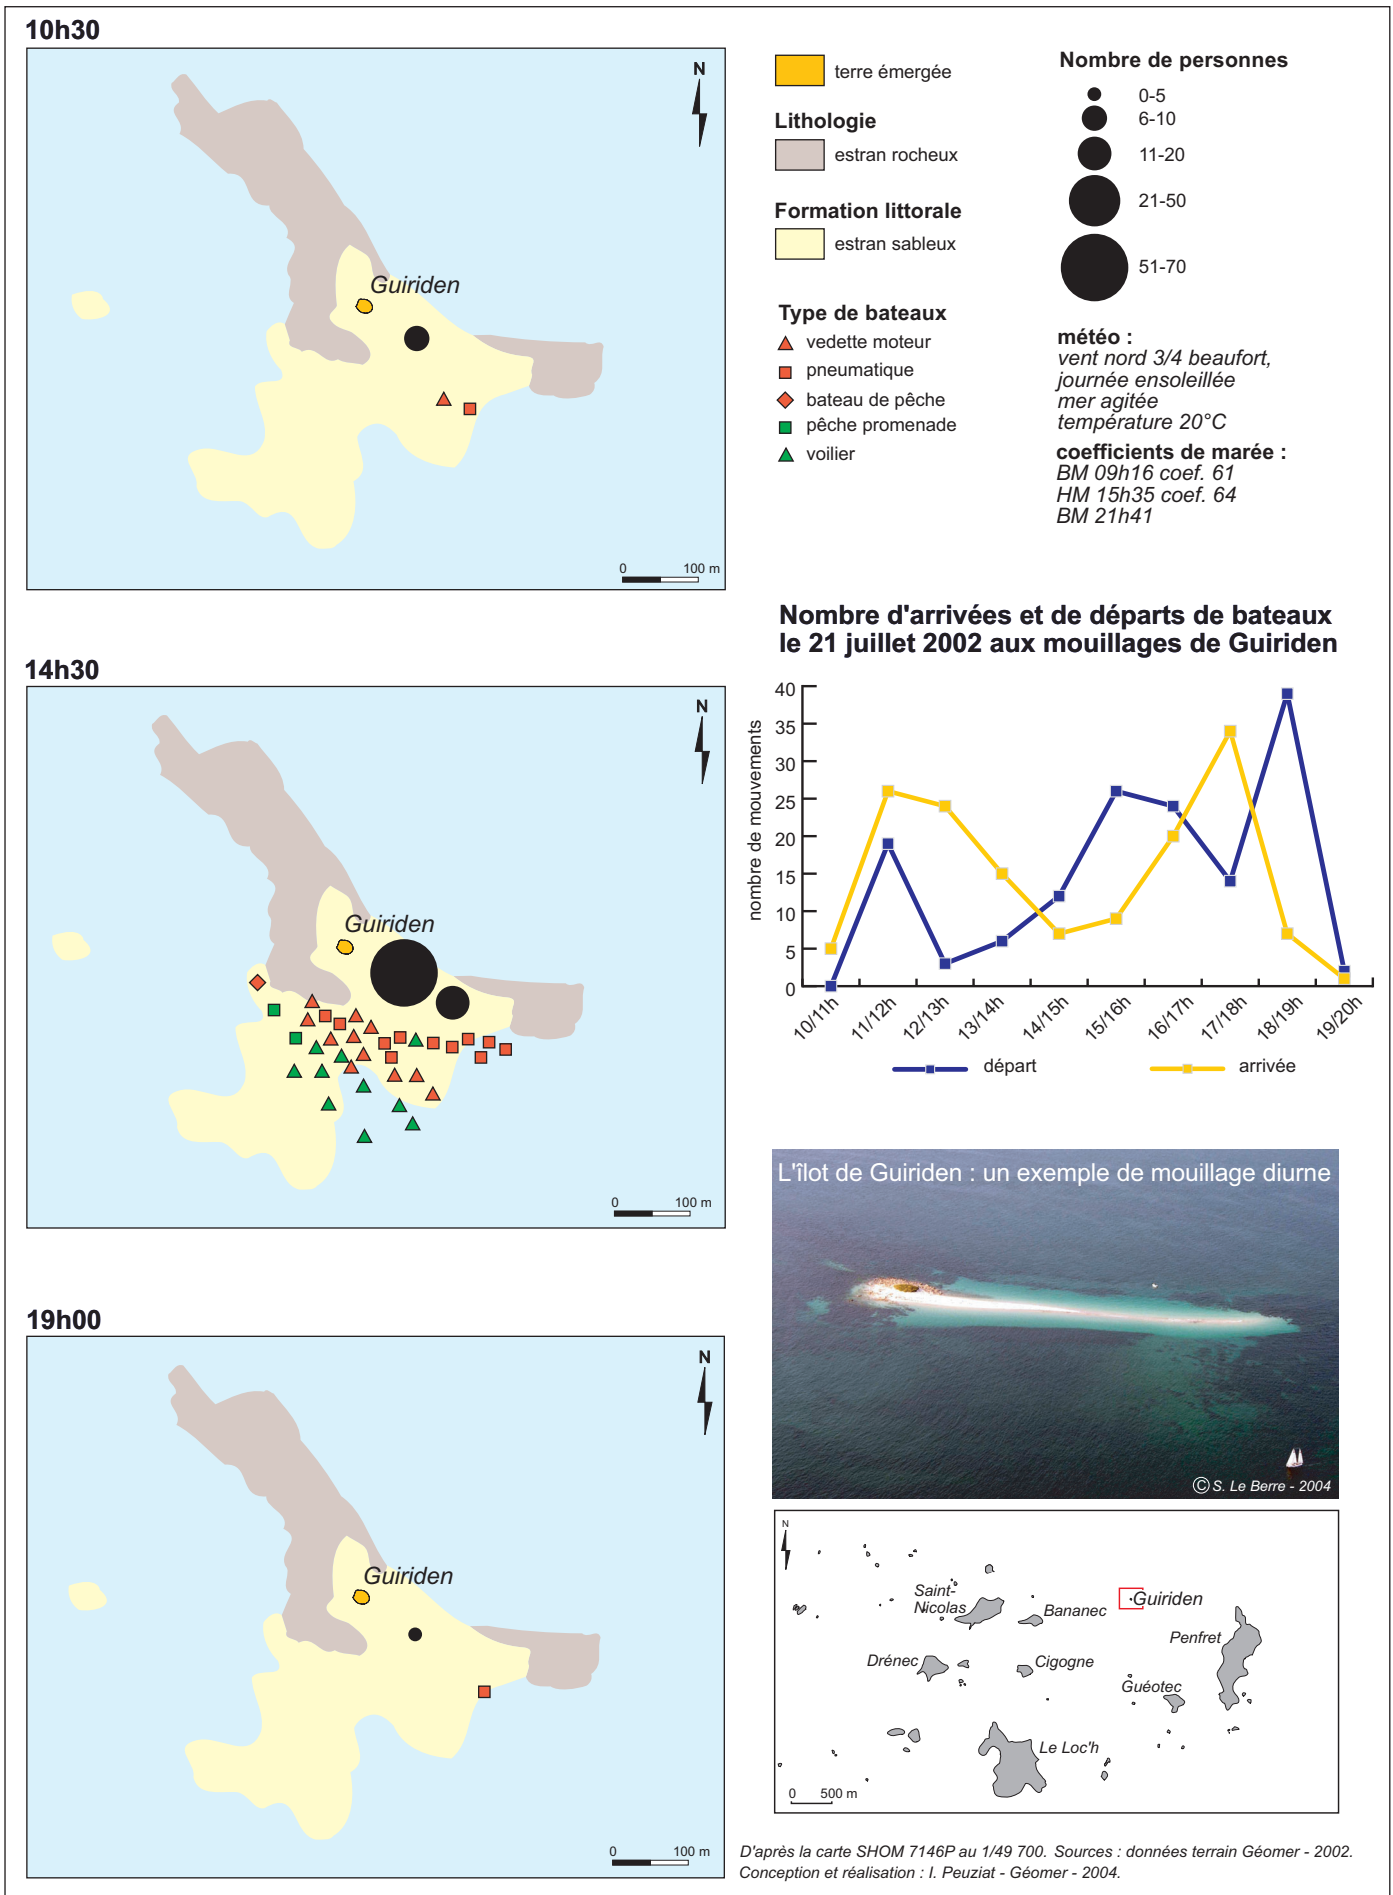 10h30
N
Guiriden
0 100 m
terre émergée
Lithologie
estran rocheux
Formation littorale
estran sableux
Type de bateaux
vedette moteur
pneumatique
bateau de pêche
pêche promenade
voilier
Nombre de personnes
0-5
6-10
11-20
21-50
51-70
météo :
vent nord 3/4 beaufort,
journée ensoleillée
mer agitée
température 20°C
coefficients de marée :
BM 09h16 coef. 61
HM 15h35 coef. 64
BM 21h41
14h30
N
Guiriden
0 100 m
Nombre d'arrivées et de départs de bateaux
le 21 juillet 2002 aux mouillages de Guiriden
nombre de mouvements
40
35
30
25
20
15
10
5
0
10/11h
11/12h
12/13h
13/14h
14/15h
15/16h
16/17h
17/18h
18/19h
19/20h
départ
arrivée
19h00
N
Guiriden
0 100 m
L'îlot de Guiriden : un exemple de mouillage diurne
© S. Le Berre - 2004
N
Saint-
Nicolas
Bananec
Guiriden
Penfret
Drénec
Cigogne
Guéotec
Le Loc'h
0 500 m
D'après la carte SHOM 7146P au 1/49 700. Sources : données terrain Géomer - 2002.
Conception et réalisation : I. Peuziat - Géomer - 2004.